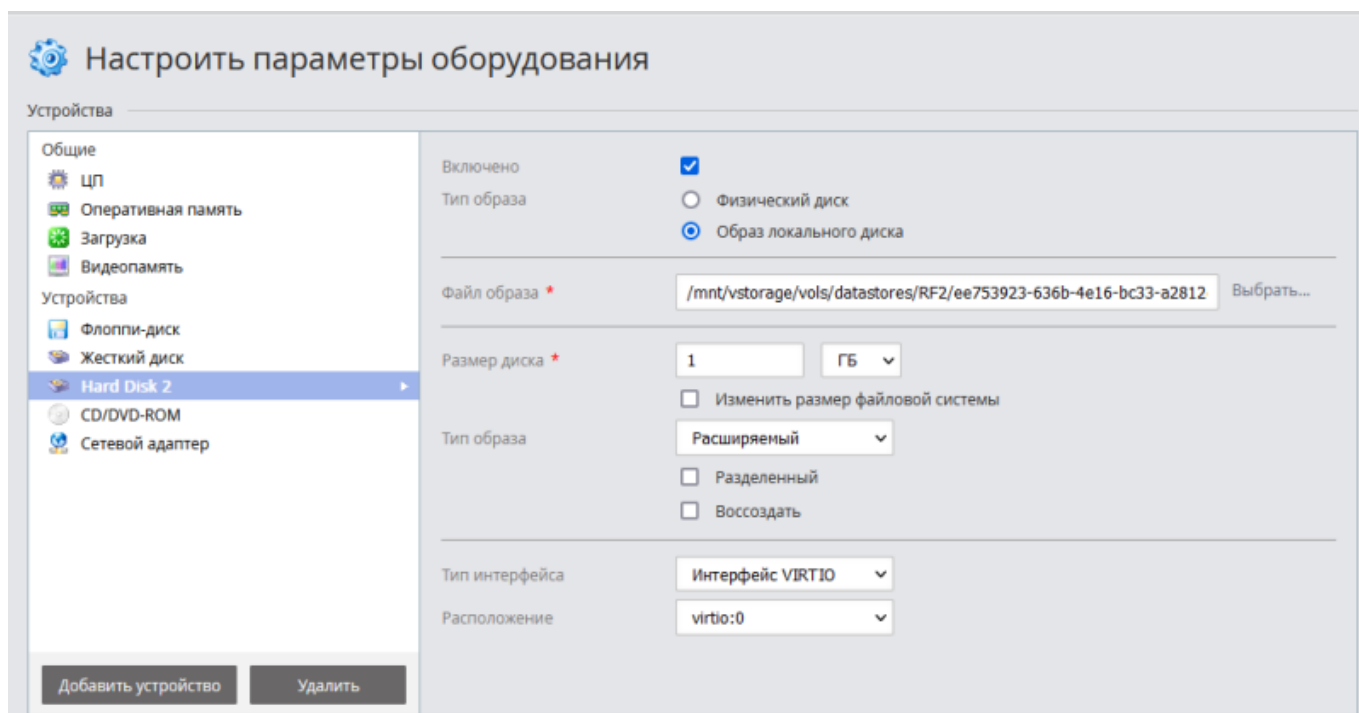 Настроить параметры оборудования
Устройства
Общие
ЦП
Оперативная память
Загрузка
Видеопамять
Устройства
Флоппи-диск
Жесткий диск
Hard Disk 2
CD/DVD-ROM
Сетевой адаптер
Добавить устройство
Удалить
Включено
Тип образа
Физический диск
Образ локального диска
Файл образа *
/mnt/vstorage/vols/datastores/RF2/ee753923-636b-4e16-bc33-a2812
Выбрать...
Размер диска *
1
ГБ
Изменить размер файловой системы
Тип образа
Расширяемый
Разделенный
Воссоздать
Тип интерфейса
Интерфейс VIRTIO
Расположение
virtio:0